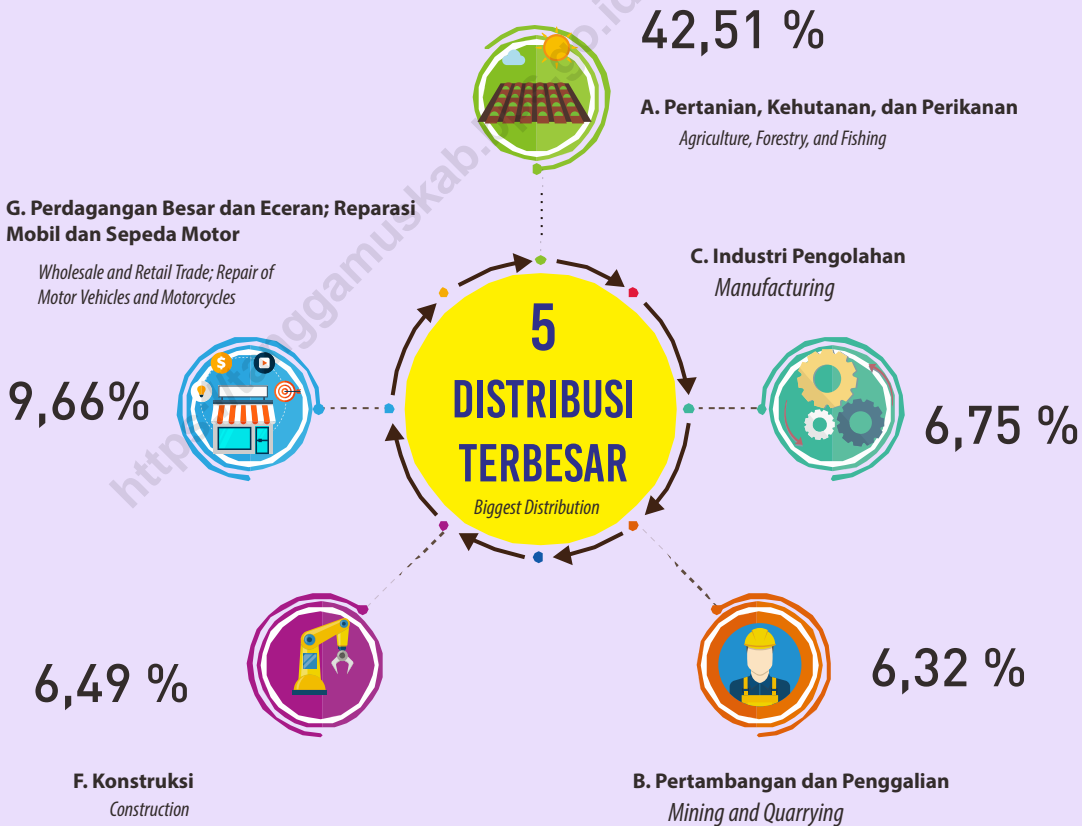 42,51 %
A. Pertanian, Kehutanan, dan Perikanan
Agriculture, Forestry, and Fishing
G. Perdagangan Besar dan Eceran; Reparasi
Mobil dan Sepeda Motor
Wholesale and Retail Trade; Repair of
Motor Vehicles and Motorcycles
9,66%
C. Industri Pengolahan
Manufacturing
6,75 %
5
DISTRIBUSI
TERBESAR
Biggest Distribution
6,49 %
F. Konstruksi
Construction
6,32 %
B. Pertambangan dan Penggalian
Mining and Quarrying